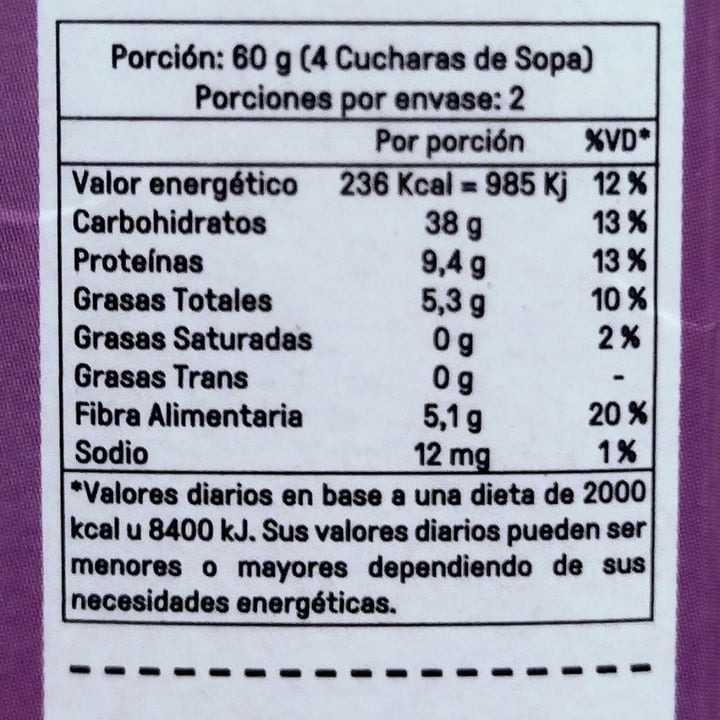 Porción: 60 g (4 Cucharas de Sopa)
Porciones por envase: 2
Por porción %VD*
Valor energético 236 Kcal = 985 Kj 12 %
Carbohidratos 38 g 13 %
Proteínas 9,4 g 13 %
Grasas Totales 5,3 g 10 %
Grasas Saturadas 0 g 2 %
Grasas Trans 0 g -
Fibra Alimentaria 5,1 g 20 %
Sodio 12 mg 1 %
*Valores diarios en base a una dieta de 2000
kcal u 8400 kJ. Sus valores diarios pueden ser
menores o mayores dependiendo de sus
necesidades energéticas.